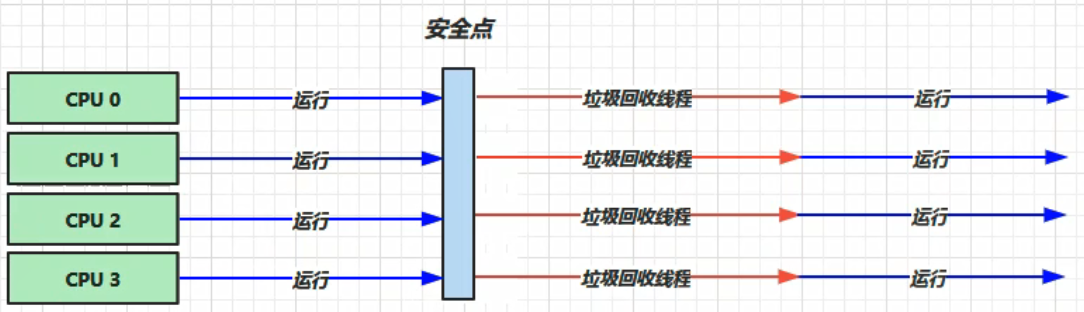 安全点
CPU 0 运行 垃圾回收线程 运行
CPU 1 运行 垃圾回收线程 运行
CPU 2 运行 垃圾回收线程 运行
CPU 3 运行 垃圾回收线程 运行